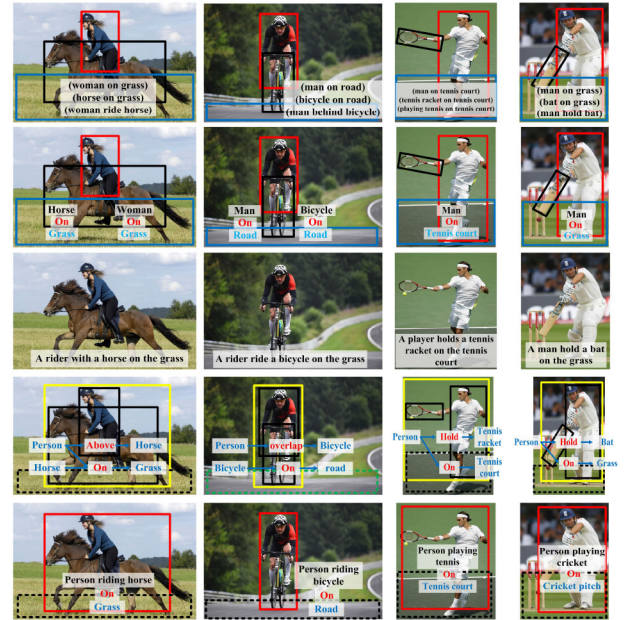 (woman on grass)
(horse on grass)
(woman ride horse)
(man on road)
(bicycle on road)
(man behind bicycle)
(man on tennis court)
(tennis racket on tennis court)
(playing tennis on tennis court)
(man on grass)
(bat on grass)
(man hold bat)
Horse
On
Grass
Woman
On
Grass
Man
On
Road
Bicycle
On
Road
Man
On
Tennis court
Man
On
Grass
A rider with a horse on the grass
A rider ride a bicycle on the grass
A player holds a tennis
racket on the tennis
court
A man hold a bat
on the grass
Person Above Horse
Horse On Grass
Person overlap Bicycle
Bicycle On road
Person Hold Tennis
racket
On Tennis
court
Person Hold Bat
On Grass
Person riding horse
On
Grass
Person riding
bicycle
On
Road
Person playing
tennis
On
Tennis court
Person playing
cricket
On
Cricket pitch